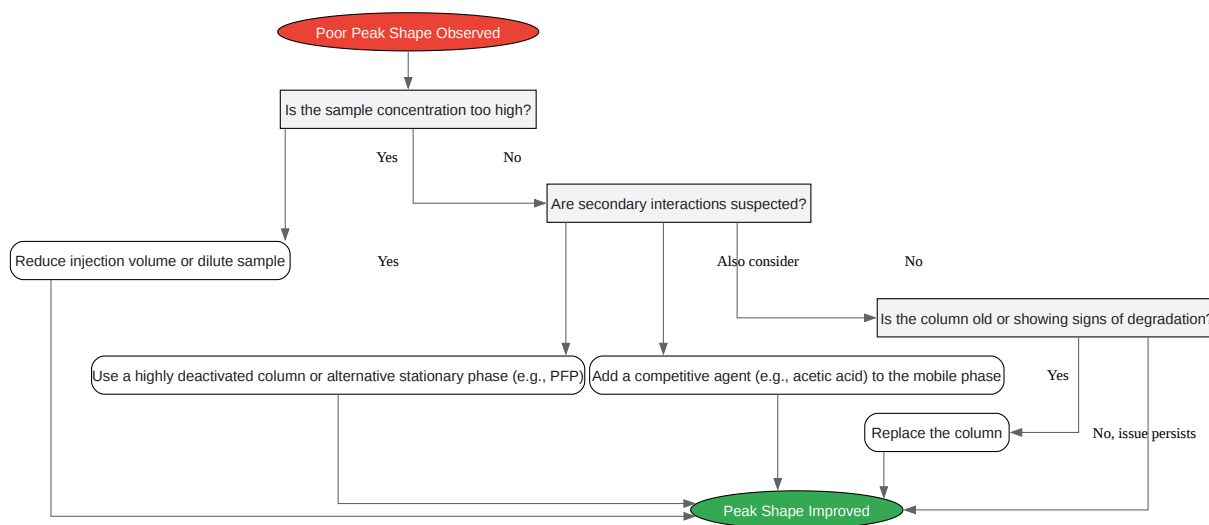 Poor Peak Shape Observed
Is the sample concentration too high?
Yes
No
Are secondary interactions suspected?
Reduce injection volume or dilute sample
Yes
Also consider
No
Is the column old or showing signs of degradation?
Use a highly deactivated column or alternative stationary phase (e.g., PFP)
Add a competitive agent (e.g., acetic acid) to the mobile phase
Yes
Replace the column
No, issue persists
Peak Shape Improved